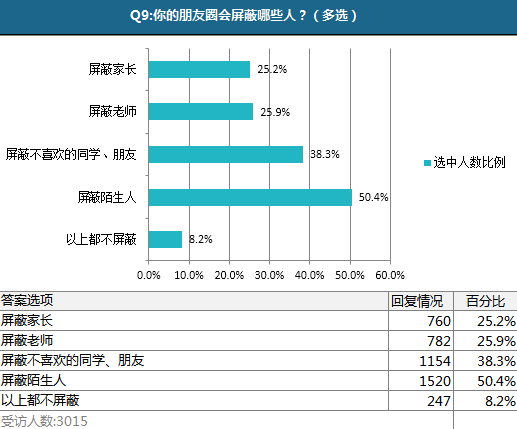 Q9:你的朋友圈会屏蔽哪些人？（多选）
屏蔽家长
25.2%
屏蔽老师
25.9%
屏蔽不喜欢的同学、朋友
38.3%
屏蔽陌生人
50.4%
以上都不屏蔽
8.2%
选中人数比例
0.0% 10.0% 20.0% 30.0% 40.0% 50.0% 60.0%
答案选项 回复情况 百分比
屏蔽家长 760 25.2%
屏蔽老师 782 25.9%
屏蔽不喜欢的同学、朋友 1154 38.3%
屏蔽陌生人 1520 50.4%
以上都不屏蔽 247 8.2%
受访人数:3015